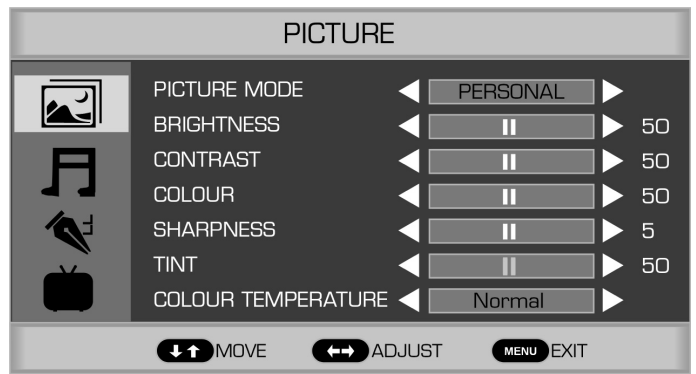 PICTURE
PICTURE MODE PERSONAL
BRIGHTNESS 50
CONTRAST 50
COLOUR 50
SHARPNESS 5
TINT 50
COLOUR TEMPERATURE Normal
MOVE ADJUST MENU EXIT